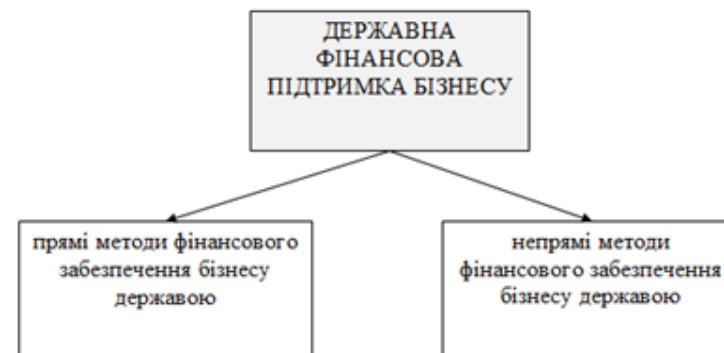 ДЕРЖАВНА
ФІНАНСОВА
ПІДТРИМКА БІЗНЕСУ
прямі методи фінансового
забезпечення бізнесу
державою
непрямі методи
фінансового забезпечення
бізнесу державою